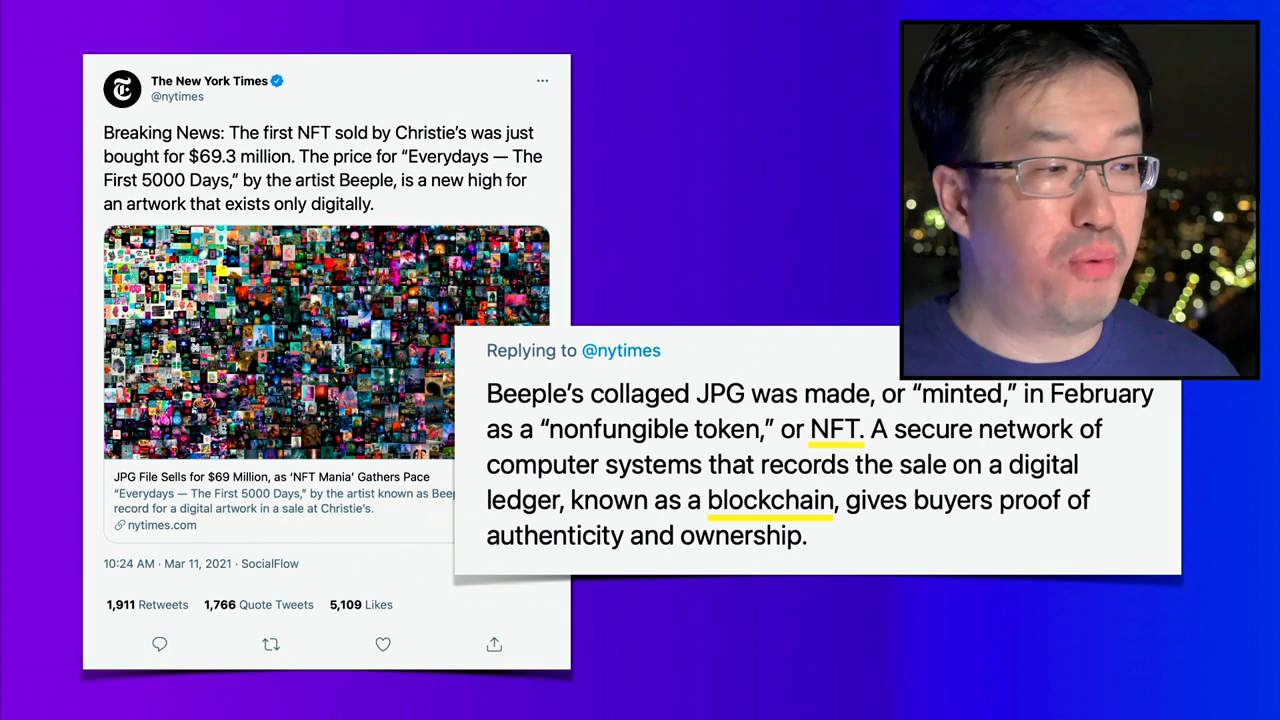 The New York Times
@nytimes
Breaking News: The first NFT sold by Christie’s was just
bought for $69.3 million. The price for “Everydays — The
First 5000 Days,” by the artist Beeple, is a new high for
an artwork that exists only digitally.
JPG File Sells for $69 Million, as ‘NFT Mania’ Gathers Pace
“Everydays — The First 5000 Days,” by the artist known as
record for a digital artwork in a sale at Christie’s.
nytimes.com
10:24 AM · Mar 11, 2021 · SocialFlow
1,911 Retweets 1,766 Quote Tweets 5,109 Likes
Replying to @nytimes
Beeple’s collaged JPG was made, or “minted,” in February
as a “nonfungible token,” or NFT. A secure network of
computer systems that records the sale on a digital
ledger, known as a blockchain, gives buyers proof of
authenticity and ownership.